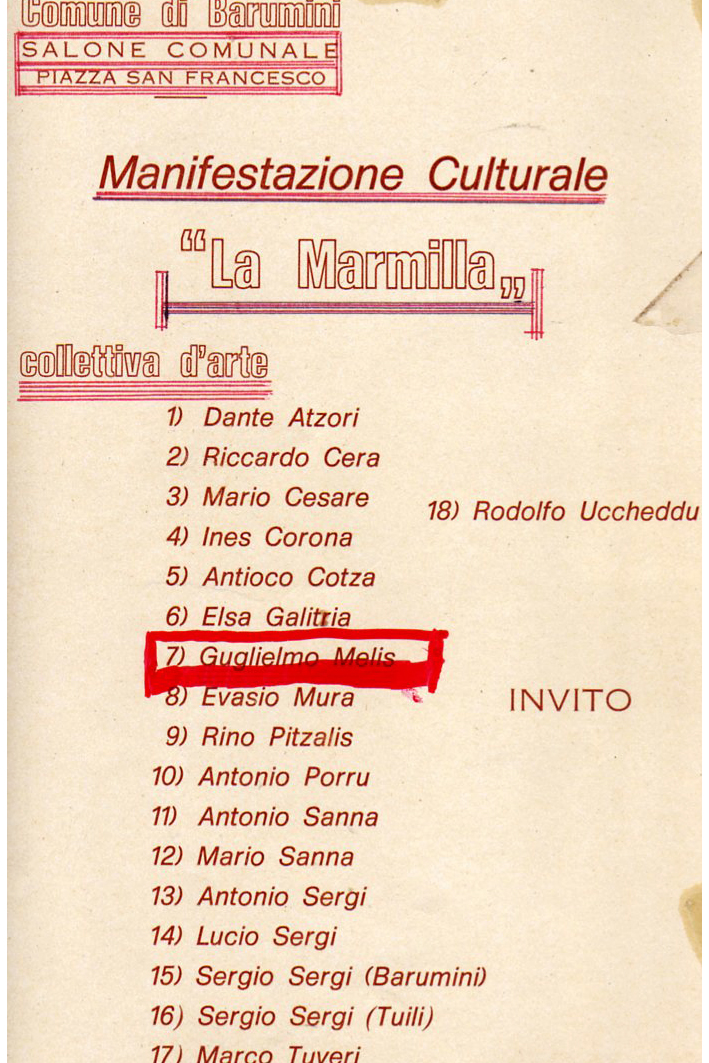 Comune di Barumini
SALONE COMUNALE
PIAZZA SAN FRANCESCO
Manifestazione Culturale
“La Marmilla„
collettiva d'arte
1) Dante Atzori
2) Riccardo Cera
3) Mario Cesare
18) Rodolfo Uccheddu
4) Ines Corona
5) Antioco Cotza
6) Elsa Galitria
7) Guglielmo Melis
8) Evasio Mura
INVITO
9) Rino Pitzalis
10) Antonio Porru
11) Antonio Sanna
12) Mario Sanna
13) Antonio Sergi
14) Lucio Sergi
15) Sergio Sergi (Barumini)
16) Sergio Sergi (Tuili)
17) Marco Tuveri